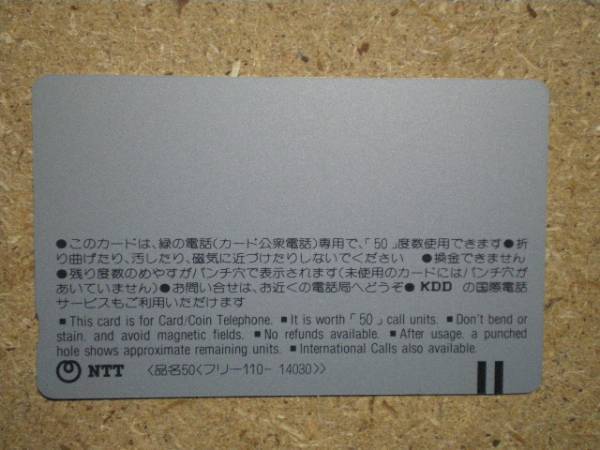 ●このカードは、緑の電話(カード公衆電話)専用で、「50」度数使用できます●折
り曲げたり、汚したり、磁気に近づけたりしないでください ●換金できません
●残り度数のめやすがパンチ穴で表示されます(未使用のカードにはパンチ穴が
あいていません)●お問い合せは、お近くの電話局へどうぞ● KDD の国際電話
サービスもご利用いただけます
■ This card is for Card/Coin Telephone. ■ It is worth「50」call units. ■ Don't bend or
stain, and avoid magnetic fields. ■ No refunds available. ■ After usage, a punched
hole shows approximate remaining units. ■ International Calls also available.
NTT 〈品名50〈フリー110- 14030〉〉